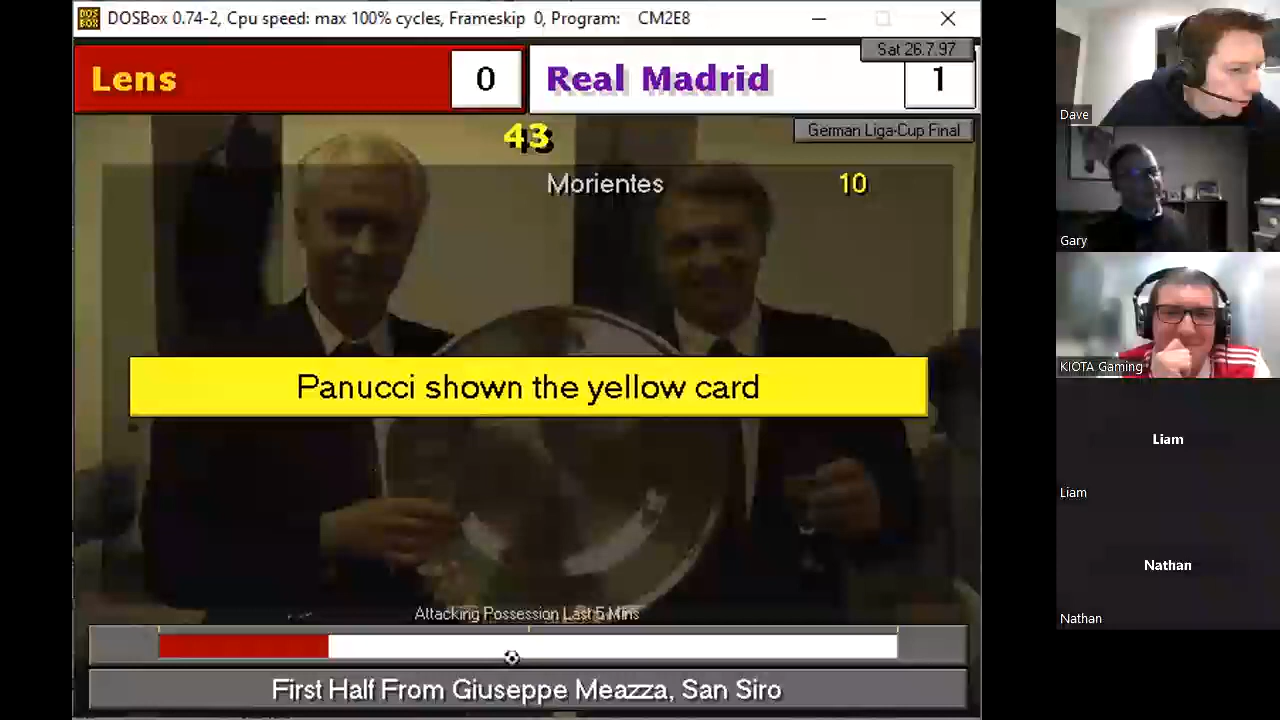 DOS
BOX
DOSBox 0.74-2, Cpu speed: max 100% cycles, Frameskip 0, Program: CM2E8
Sat 26.7.97
Lens 0 Real Madrid 1
43
German Liga-Cup Final
Morientes 10
Panucci shown the yellow card
Attacking Possession Last 5 Mins
First Half From Giuseppe Meazza, San Siro
Dave
Gary
KIOTA Gaming
Liam
Liam
Nathan
Nathan